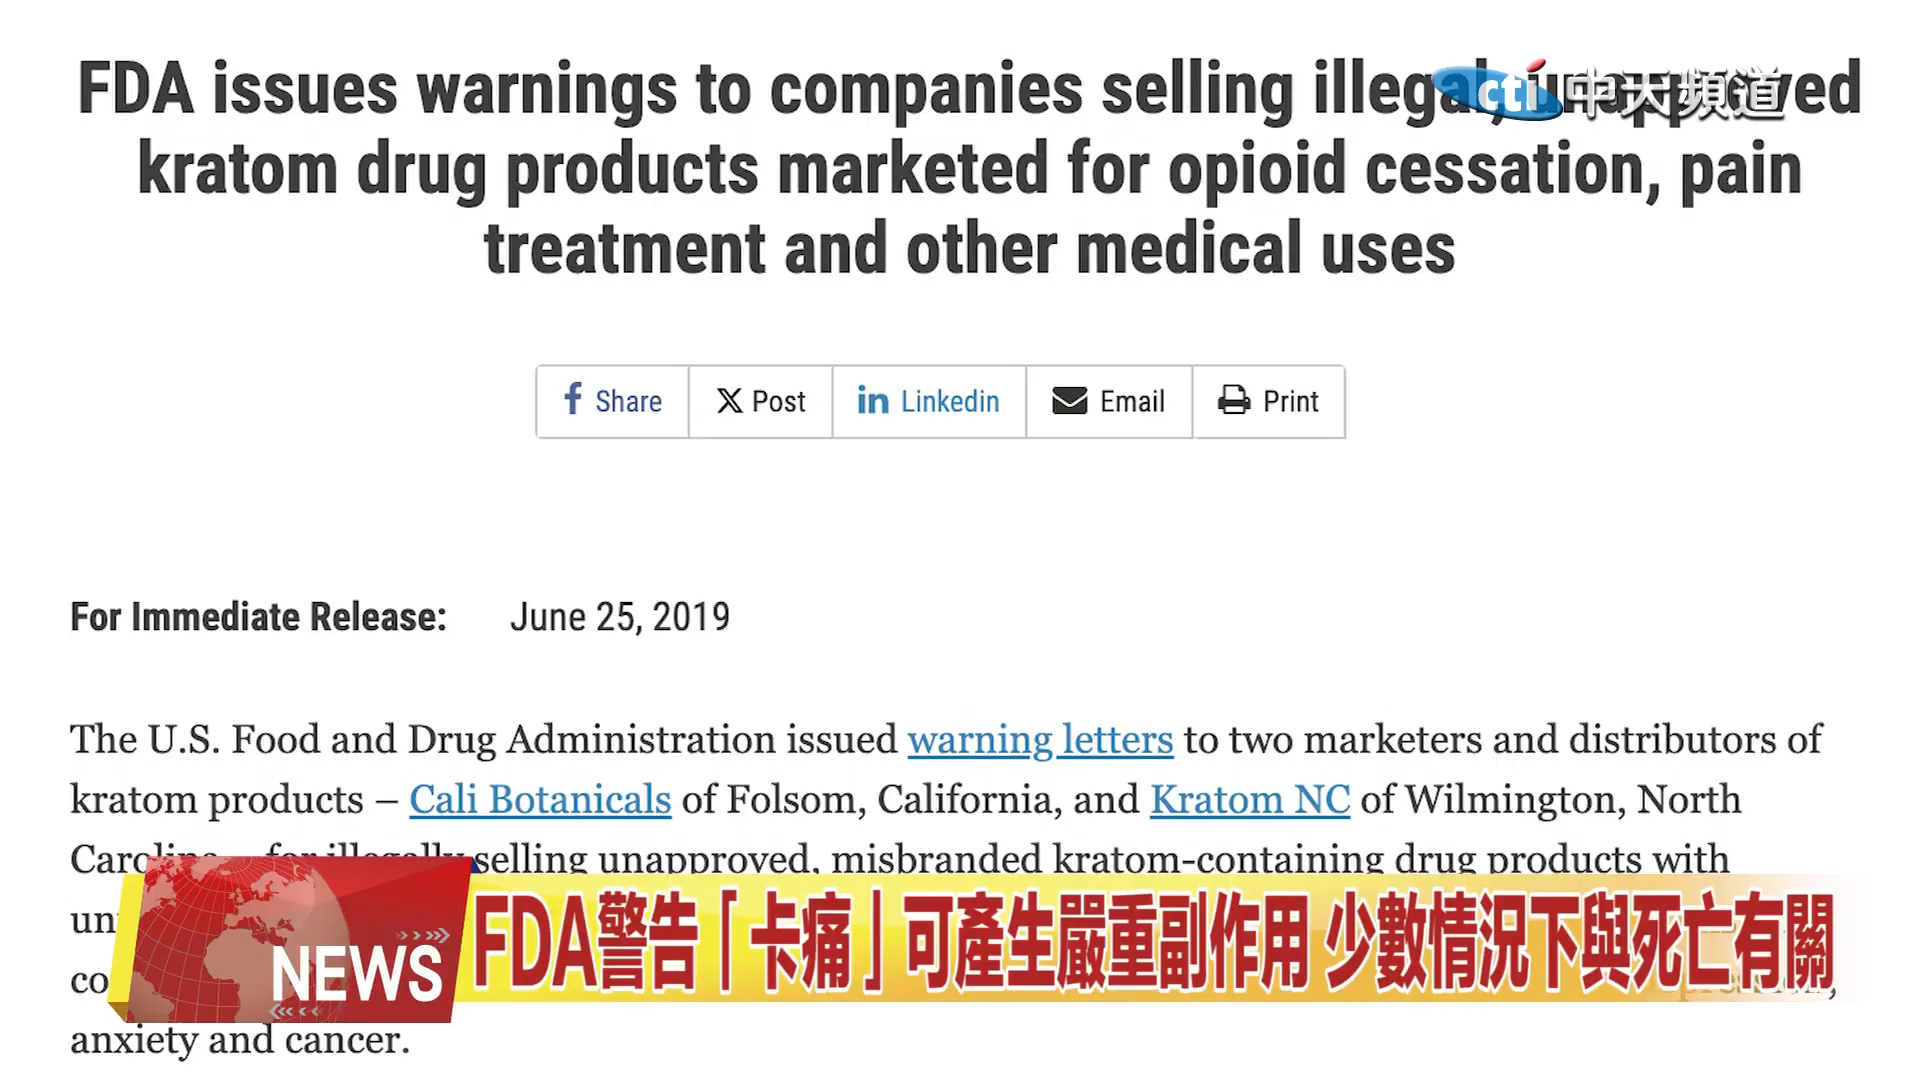 FDA issues warnings to companies selling illegal,
cti 中天頻道
kratom drug products marketed for opioid cessation, pain
treatment and other medical uses
Share Post Linkedin Email Print
For Immediate Release: June 25, 2019
The U.S. Food and Drug Administration issued warning letters to two marketers and distributors of
kratom products – Cali Botanicals of Folsom, California, and Kratom NC of Wilmington, North
selling unapproved, misbranded kratom-containing drug products with
NEWS
FDA警告「卡痛」可產生嚴重副作用 少數情況下與死亡有關
anxiety and cancer.